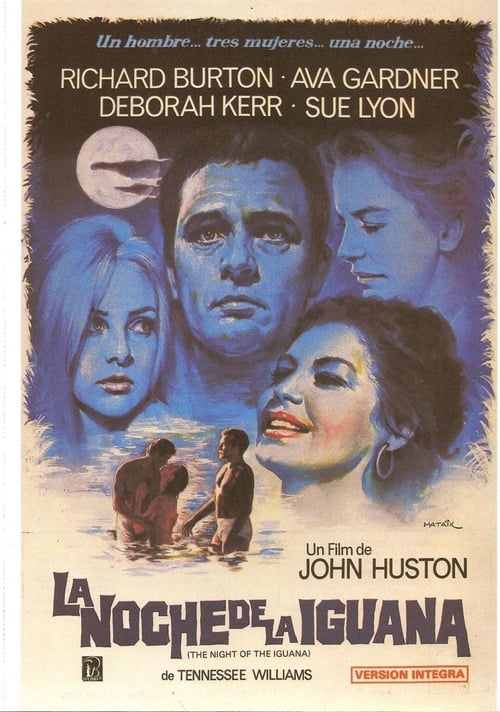 Un hombre... tres mujeres... una noche...
RICHARD BURTON · AVA GARDNER
DEBORAH KERR · SUE LYON
MATAIX
Un Film de
JOHN HUSTON
LA
NOCHE DE LA IGUANA
(THE NIGHT OF THE IGUANA)
de TENNESSEE WILLIAMS
VERSION INTEGRA